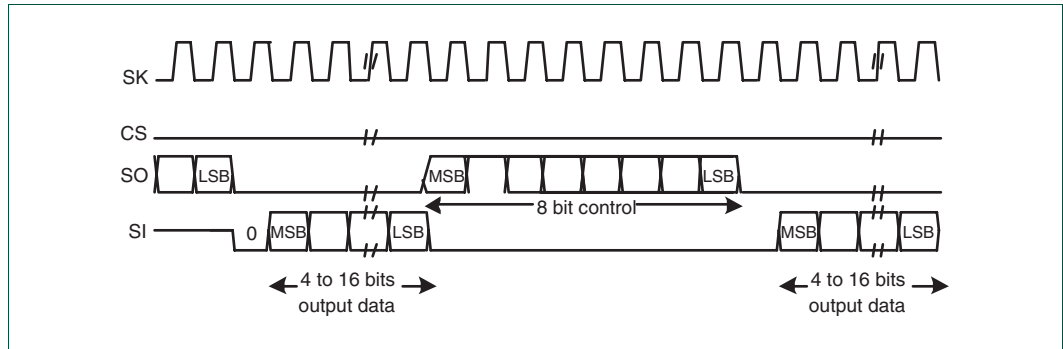 SK
CS
SO
LSB
MSB
LSB
8 bit control
SI
0
MSB
LSB
MSB
LSB
4 to 16 bits
output data
4 to 16 bits
output data